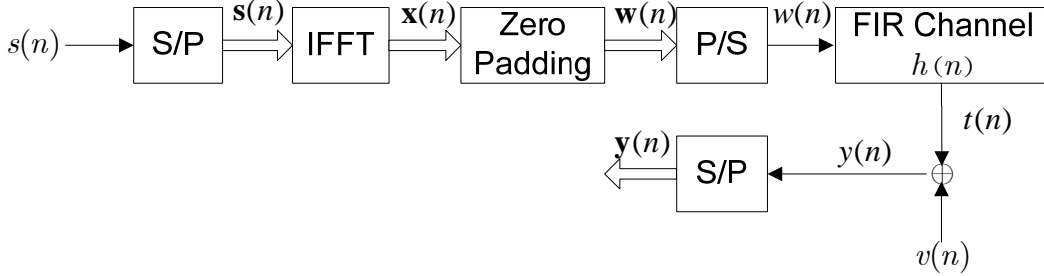 s(n)
S/P
s(n)
IFFT
x(n)
Zero
Padding
w(n)
P/S
w(n)
FIR Channel
h(n)
t(n)
y(n)
S/P
y(n)
⊕
v(n)